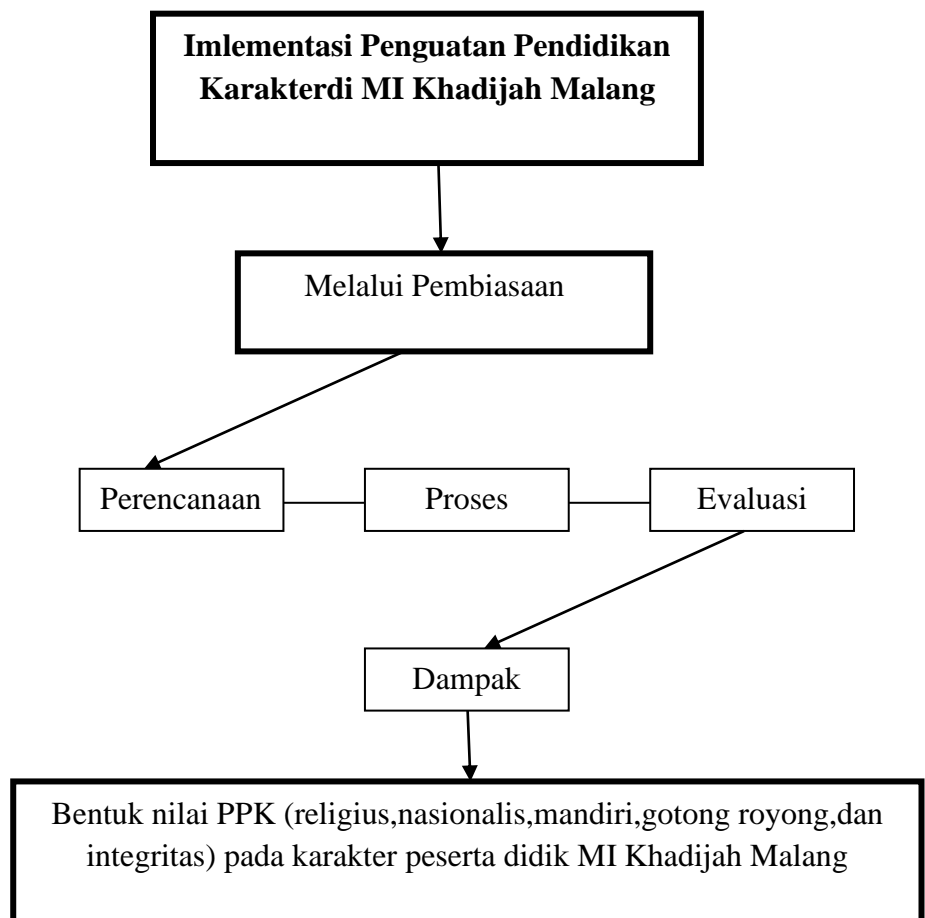 Imlementasi Penguatan Pendidikan
Karakterdi MI Khadijah Malang
Melalui Pembiasaan
Perencanaan
Proses
Evaluasi
Dampak
Bentuk nilai PPK (religius,nasionalis,mandiri,gotong royong,dan
integritas) pada karakter peserta didik MI Khadijah Malang